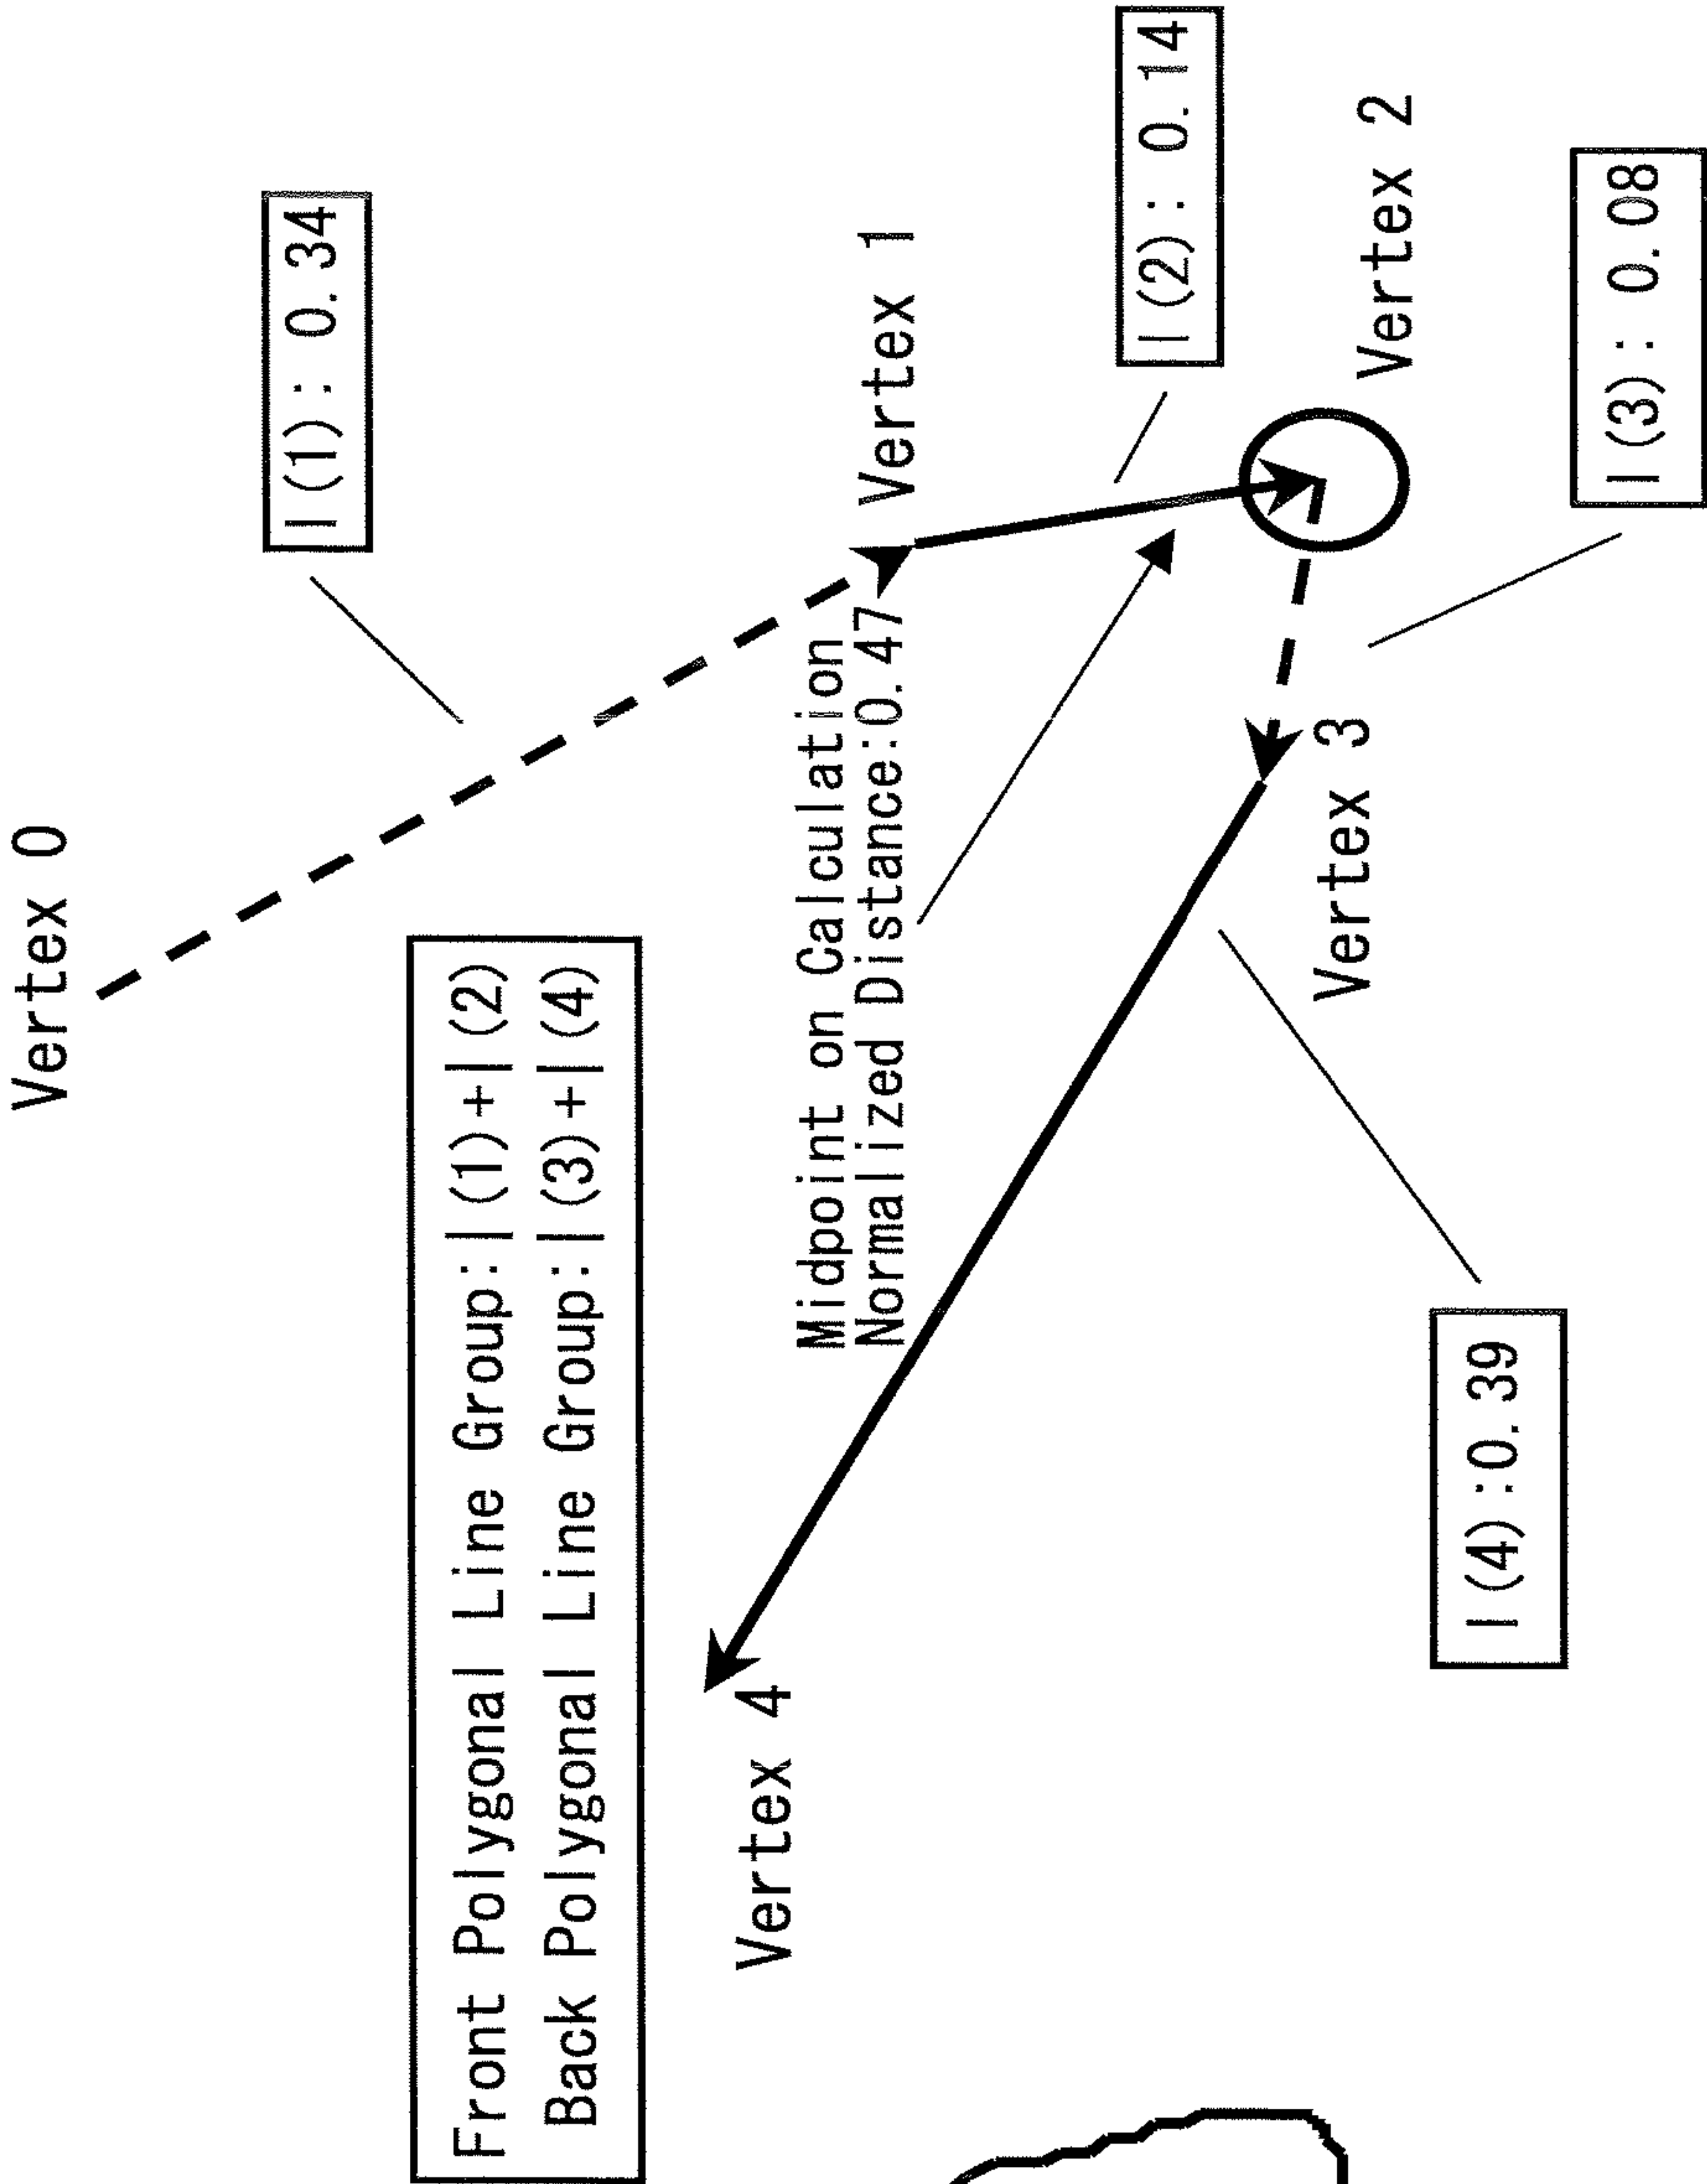 Front Polygonal Line Group:l(1)+l(2)
Back Polygonal Line Group:l(3)+l(4)
Vertex 0
l(1): 0.34
Vertex 4
Midpoint on Calculation
Normalized Distance:0.47
Vertex 1
l(2): 0.14
Vertex 3
Vertex 2
l(4):0.39
l(3): 0.08